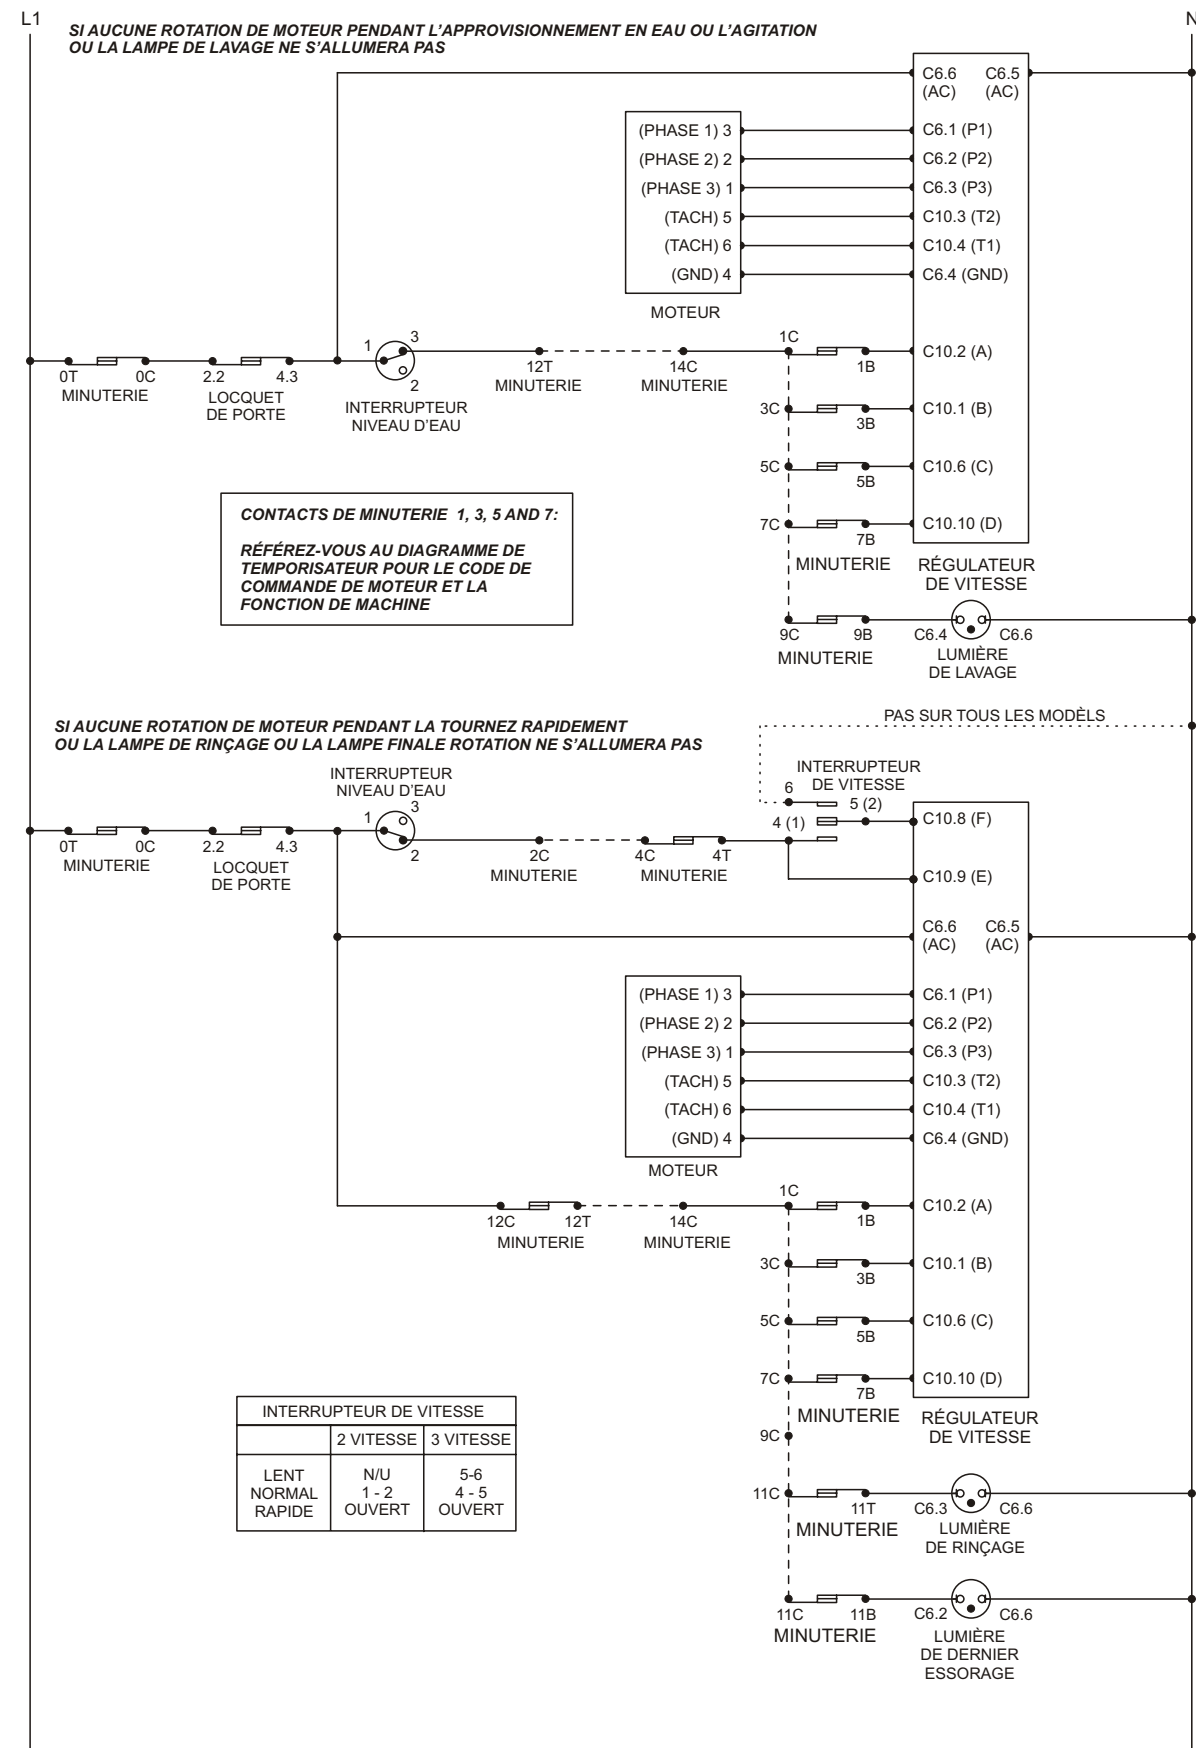 L1
N
SI AUCUNE ROTATION DE MOTEUR PENDANT L'APPROVISIONNEMENT EN EAU OU L'AGITATION
OU LA LAMPE DE LAVAGE NE S'ALLUMERA PAS
C6.6 C6.5
(AC) (AC)
(PHASE 1) 3
C6.1 (P1)
(PHASE 2) 2
C6.2 (P2)
(PHASE 3) 1
C6.3 (P3)
(TACH) 5
C10.3 (T2)
(TACH) 6
C10.4 (T1)
(GND) 4
C6.4 (GND)
MOTEUR
0T
0C
MINUTERIE
2.2
4.3
LOCQUET
DE PORTE
1
3
2
INTERRUPTEUR
NIVEAU D'EAU
12T
MINUTERIE
14C
MINUTERIE
1C
1B
C10.2 (A)
3C
3B
C10.1 (B)
5C
5B
C10.6 (C)
7C
7B
C10.10 (D)
MINUTERIE
RÉGULATEUR
DE VITESSE
CONTACTS DE MINUTERIE 1, 3, 5 AND 7:
RÉFÉREZ-VOUS AU DIAGRAMME DE
TEMPORISATEUR POUR LE CODE DE
COMMANDE DE MOTEUR ET LA
FONCTION DE MACHINE
9C
9B
MINUTERIE
C6.4
C6.6
LUMIÈRE
DE LAVAGE
SI AUCUNE ROTATION DE MOTEUR PENDANT LA TOURNEZ RAPIDEMENT
OU LA LAMPE DE RINÇAGE OU LA LAMPE FINALE ROTATION NE S'ALLUMERA PAS
PAS SUR TOUS LES MODÈLS
INTERRUPTEUR
NIVEAU D'EAU
1
3
2
INTERRUPTEUR
DE VITESSE
6
5 (2)
4 (1)
C10.8 (F)
C10.9 (E)
0T
0C
MINUTERIE
2.2
4.3
LOCQUET
DE PORTE
2C
MINUTERIE
4C
4T
MINUTERIE
C6.6 C6.5
(AC) (AC)
(PHASE 1) 3
C6.1 (P1)
(PHASE 2) 2
C6.2 (P2)
(PHASE 3) 1
C6.3 (P3)
(TACH) 5
C10.3 (T2)
(TACH) 6
C10.4 (T1)
(GND) 4
C6.4 (GND)
MOTEUR
12C
12T
MINUTERIE
14C
MINUTERIE
1C
1B
C10.2 (A)
3C
3B
C10.1 (B)
5C
5B
C10.6 (C)
7C
7B
C10.10 (D)
MINUTERIE
RÉGULATEUR
DE VITESSE
9C
INTERRUPTEUR DE VITESSE
2 VITESSE 3 VITESSE
LENT N/U 5-6
NORMAL 1 - 2 4 - 5
RAPIDE OUVERT OUVERT
11C
11T
MINUTERIE
C6.3
C6.6
LUMIÈRE
DE RINÇAGE
11C
11B
MINUTERIE
C6.2
C6.6
LUMIÈRE
DE DERNIER
ESSORAGE